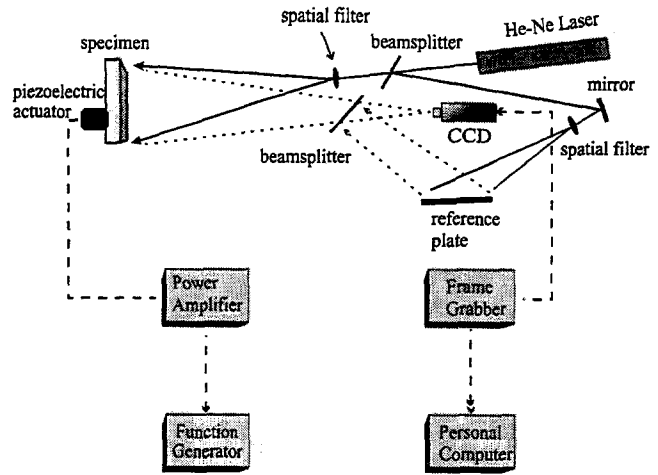 He-Ne Laser
spatial
filter
beamsplitter
specimen
mirror
piezoelectric
actuator
CCD
beamsplitter
spatial
filter
reference
plate
Power
Amplifier
Frame
Grabber
Function
Generator
Personal
Computer